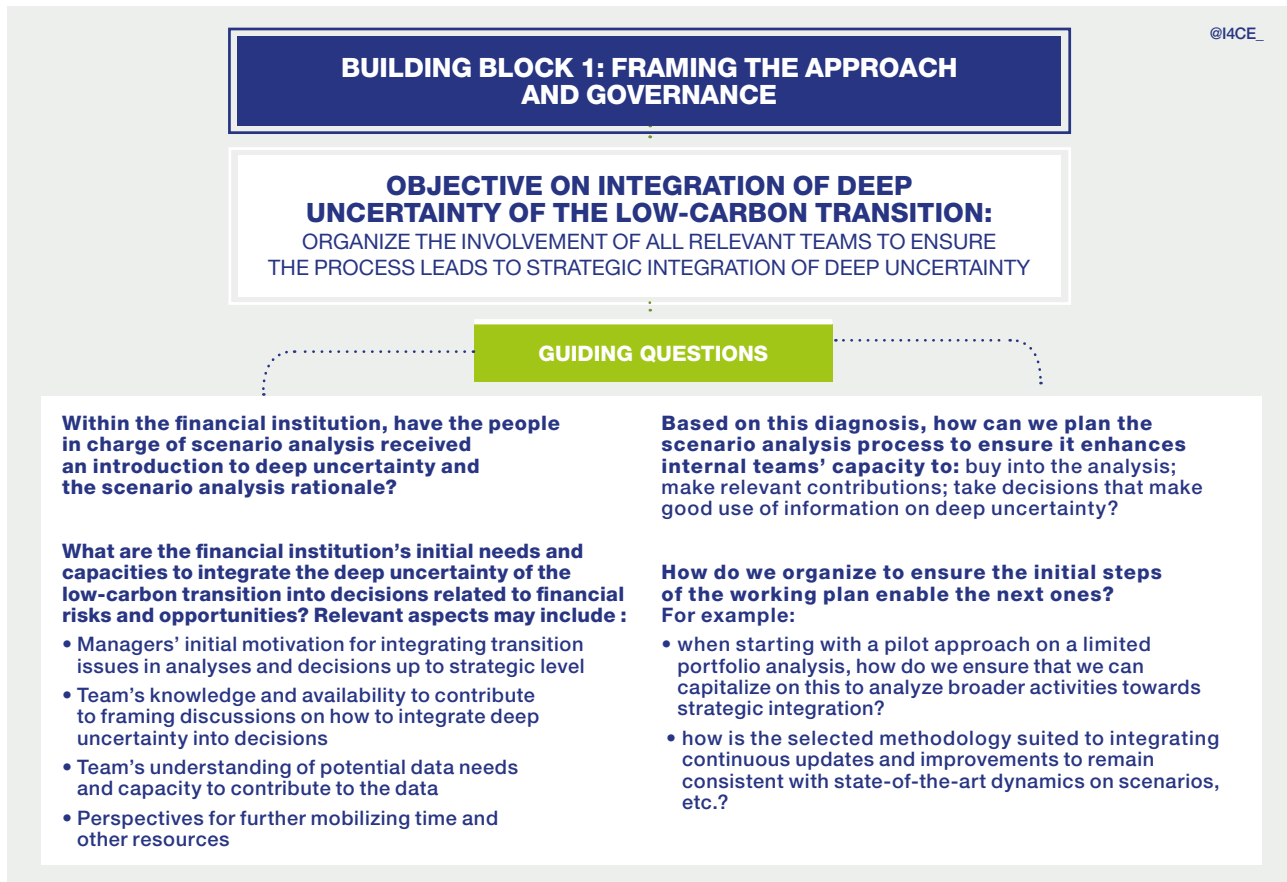 @I4CE_
BUILDING BLOCK 1: FRAMING THE APPROACH
AND GOVERNANCE
OBJECTIVE ON INTEGRATION OF DEEP
UNCERTAINTY OF THE LOW-CARBON TRANSITION:
ORGANIZE THE INVOLVEMENT OF ALL RELEVANT TEAMS TO ENSURE
THE PROCESS LEADS TO STRATEGIC INTEGRATION OF DEEP UNCERTAINTY
GUIDING QUESTIONS
Within the financial institution, have the people
in charge of scenario analysis received
an introduction to deep uncertainty and
the scenario analysis rationale?
What are the financial institution's initial needs and
capacities to integrate the deep uncertainty of the
low-carbon transition into decisions related to financial
risks and opportunities? Relevant aspects may include :
• Managers' initial motivation for integrating transition
issues in analyses and decisions up to strategic level
• Team's knowledge and availability to contribute
to framing discussions on how to integrate deep
uncertainty into decisions
• Team's understanding of potential data needs
and capacity to contribute to the data
• Perspectives for further mobilizing time and
other resources
Based on this diagnosis, how can we plan the
scenario analysis process to ensure it enhances
internal teams' capacity to: buy into the analysis;
make relevant contributions; take decisions that make
good use of information on deep uncertainty?
How do we organize to ensure the initial steps
of the working plan enable the next ones?
For example:
• when starting with a pilot approach on a limited
portfolio analysis, how do we ensure that we can
capitalize on this to analyze broader activities towards
strategic integration?
• how is the selected methodology suited to integrating
continuous updates and improvements to remain
consistent with state-of-the-art dynamics on scenarios,
etc.?